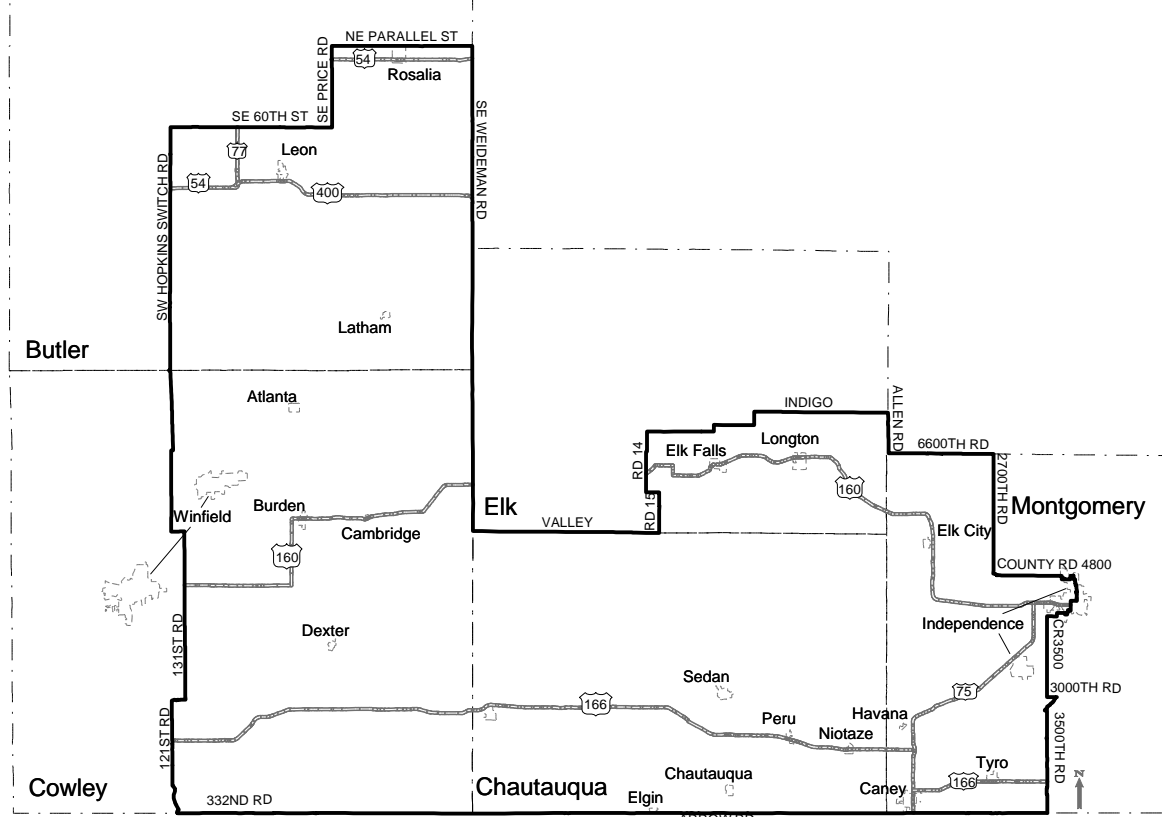 NE PARALLEL ST
SE PRICE RD
54
Rosalia
SE 60TH ST
SE WEIDEMAN RD
77
Leon
SW HOPKINS SWITCH RD
54
400
Latham
Butler
Atlanta
INDIGO
ALLEN RD
RD 14
Elk Falls
Longton
6600TH RD
2700TH RD
160
Winfield
Burden
Cambridge
Elk
VALLEY
RD 15
Montgomery
Elk City
160
COUNTY RD 4800
Independence
CR3500
131ST RD
Dexter
Sedan
75
3000TH RD
166
Peru
Havana
Niotaze
3500TH RD
121ST RD
Chautauqua
Tyro
166
N
Cowley
332ND RD
Chautauqua
Elgin
Caney